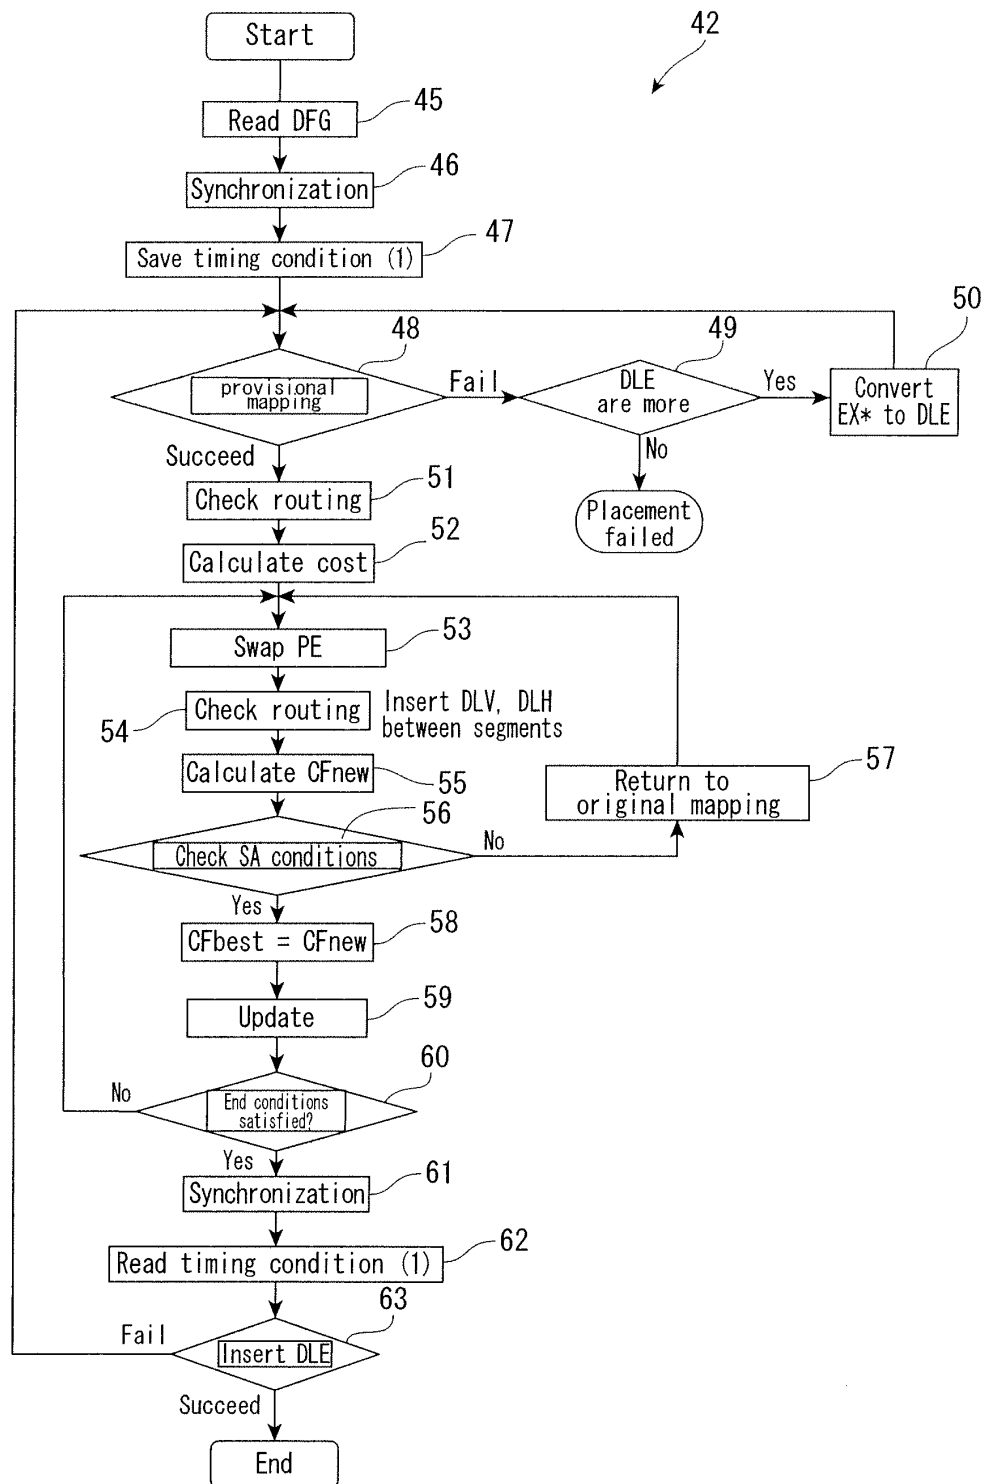 Start
42
45
Read DFG
46
Synchronization
47
Save timing condition (1)
48
provisional
mapping
Fail
49
DLE
are more
Yes
50
Convert
EX* to DLE
No
Placement
failed
Succeed
51
Check routing
52
Calculate cost
53
Swap PE
54
Check routing
Insert DLV, DLH
between segments
Calculate CFnew
55
56
Check SA conditions
No
57
Return to
original mapping
Yes
58
CFbest = CFnew
59
Update
60
No
End conditions
satisfied?
Yes
61
Synchronization
62
Read timing condition (1)
63
Fail
Insert DLE
Succeed
End